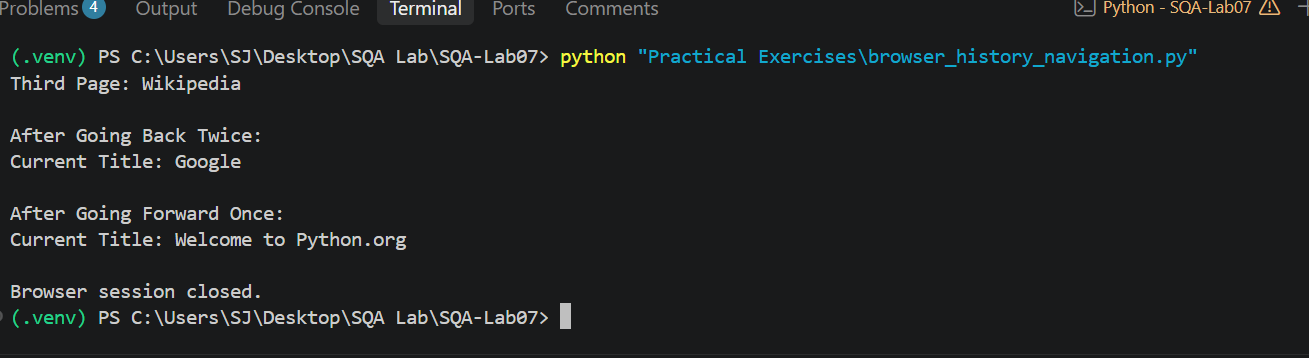 Problems 4 Output Debug Console Terminal Ports Comments Python - SQA-Lab07
(.venv) PS C:\Users\SJ\Desktop\SQA Lab\SQA-Lab07> python "Practical Exercises\browser_history_navigation.py"
Third Page: Wikipedia
After Going Back Twice:
Current Title: Google
After Going Forward Once:
Current Title: Welcome to Python.org
Browser session closed.
(.venv) PS C:\Users\SJ\Desktop\SQA Lab\SQA-Lab07>